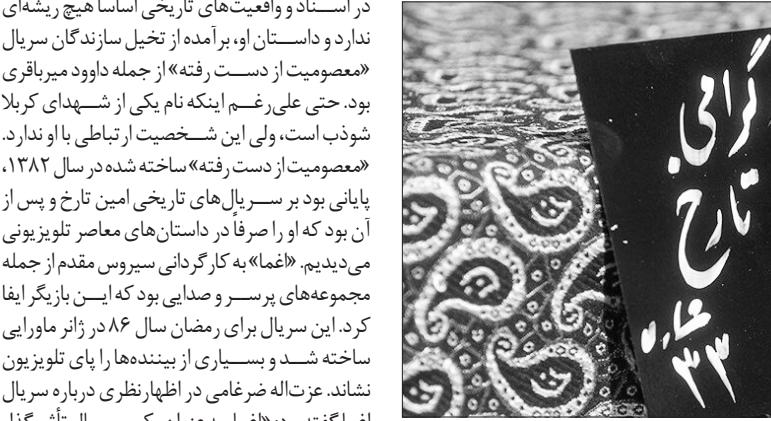 در اسناد و واقعیت‌های تاریخی اساسا هیچ ریشه‌ای
ندارد و داستان او، برآمده از تخیل سازندگان سریال
«معصومیت از دست رفته» از جمله داوود میرباقری
بود. حتی علی‌رغم اینکه نام یکی از شهدای کربلا
شوذب است، ولی این شخصیت ارتباطی با او ندارد.
«معصومیت از دست رفته» ساخته شده در سال ۱۳۸۲،
پایانی بود بر سریال‌های تاریخی امین تارخ و پس از
آن بود که او را صرفاً در داستان‌های معاصر تلویزیونی
می‌دیدیم. «اغما» به کارگردانی سیروس مقدم از جمله
مجموعه‌های پرسر و صدایی بود که این بازیگر ایفا
کرد. این سریال برای رمضان سال ۸۶ در ژانر ماورایی
ساخته شد و بسیاری از بیننده‌ها را پای تلویزیون
نشاند. عزت‌اله ضرغامی در اظهارنظری درباره سریال
گرامی
تارخ
شماره
۳۳